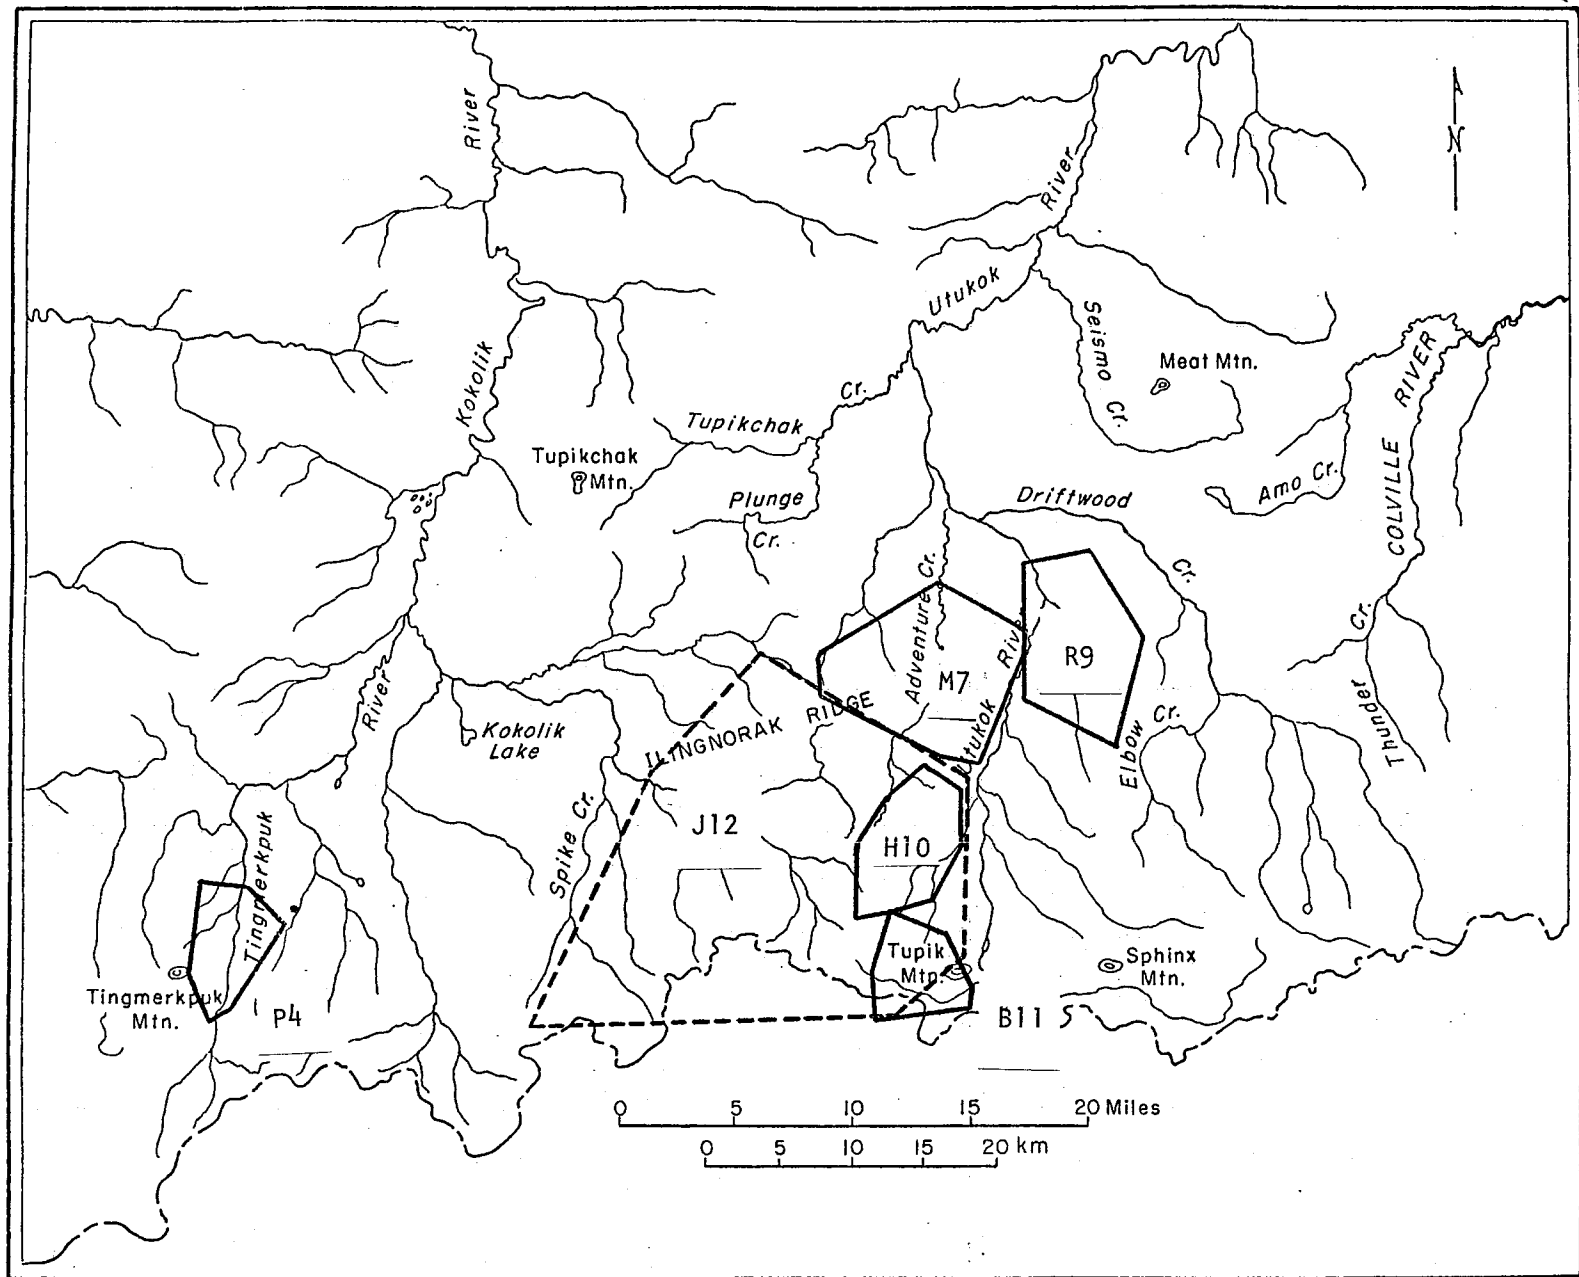 N
River
River
Utukok
Kokolik
Seismo Cr.
Meat Mtn.
COLVILLE RIVER
Cr.
Tupikchak
Tupikchak
Mtn.
Plunge
Cr.
Driftwood
Cr.
Amo Cr.
Adventure Cr.
River
R9
M7
Utukok
Elbow Cr.
Cr.
Thunder
River
Kokolik
Lake
ILINGNORAK RIDGE
J12
Spike Cr.
H10
Tingmerkpuk
Tupik
Mtn.
Sphinx
Mtn.
Tingmerkpuk
Mtn.
P4
B11
0 5 10 15 20 Miles
0 5 10 15 20 km